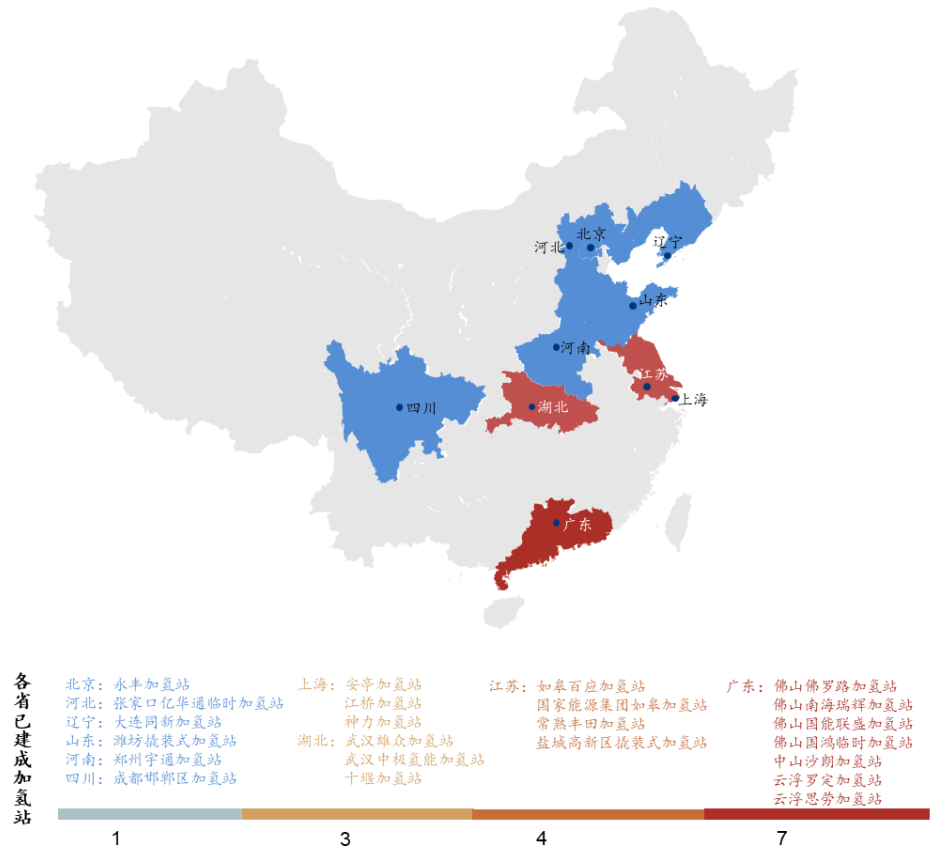 北京
河北
辽宁
山东
河南
江苏
上海
四川
湖北
广东
各省已建成加氢站
北京：永丰加氢站
河北：张家口亿华通临时加氢站
辽宁：大连同新加氢站
山东：潍坊撬装式加氢站
河南：郑州宇通加氢站
四川：成都邯郸区加氢站
上海：安亭加氢站
江桥加氢站
神力加氢站
湖北：武汉雄众加氢站
武汉中极氢能加氢站
十堰加氢站
江苏：如皋百应加氢站
国家能源集团如皋加氢站
常熟丰田加氢站
盐城高新区撬装式加氢站
广东：佛山佛罗路加氢站
佛山南海瑞辉加氢站
佛山国能联盛加氢站
佛山国鸿临时加氢站
中山沙朗加氢站
云浮罗定加氢站
云浮思劳加氢站
1
3
4
7